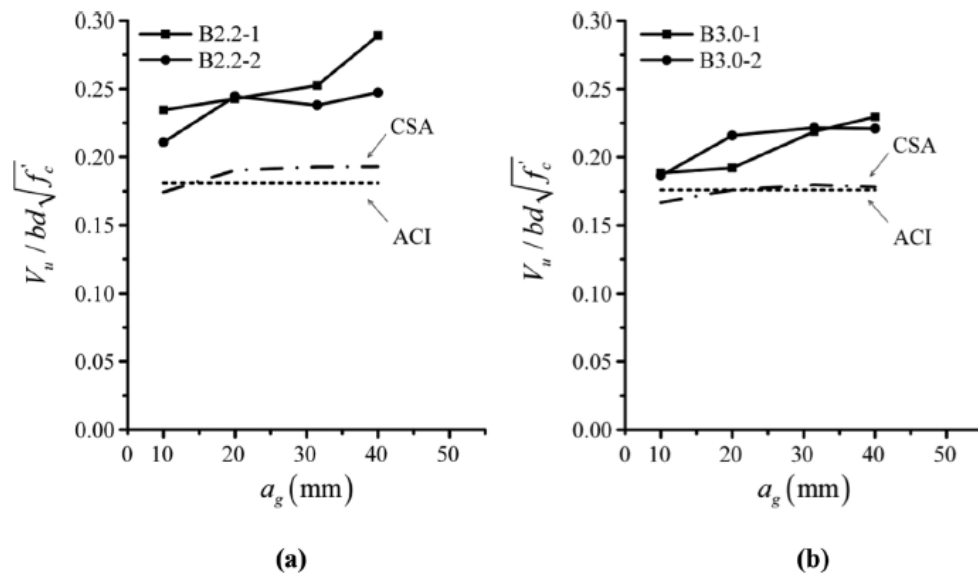 0.30
B2.2-1
B2.2-2
0.25
CSA
0.20
0.15
ACI
0.10
0.05
0.00
0 10 20 30 40 50
V_u / bd√f'_c
a_g (mm)
(a)
0.30
B3.0-1
B3.0-2
0.25
CSA
0.20
0.15
ACI
0.10
0.05
0.00
0 10 20 30 40 50
V_u / bd√f'_c
a_g (mm)
(b)